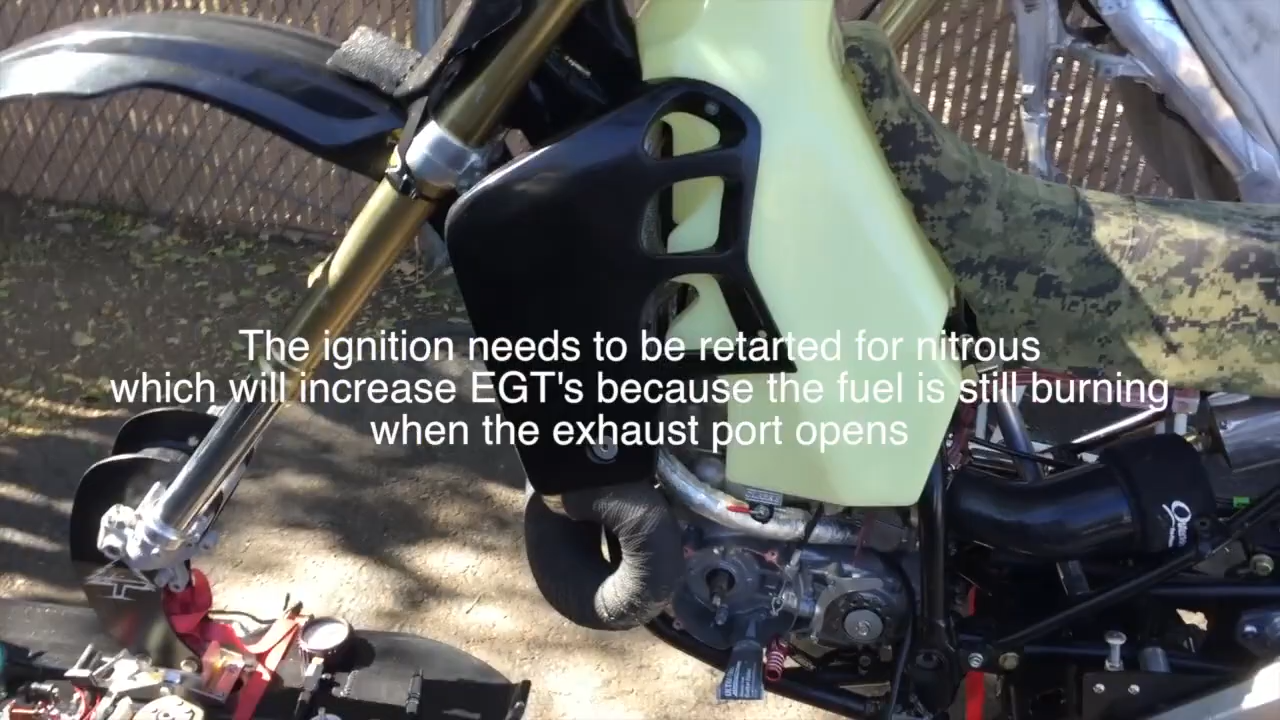 The ignition needs to be retarted for nitrous
which will increase EGT's because the fuel is still burning
when the exhaust port opens